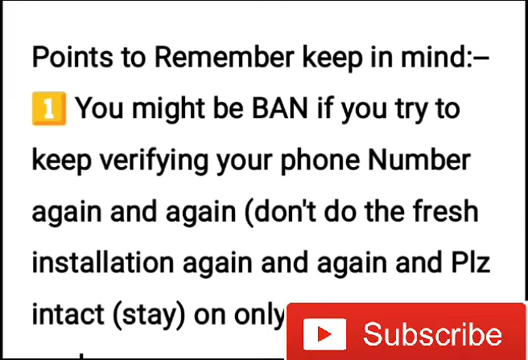 Points to Remember keep in mind:–
1️⃣ You might be BAN if you try to
keep verifying your phone Number
again and again (don't do the fresh
installation again and again and Plz
intact (stay) on only
Subscribe